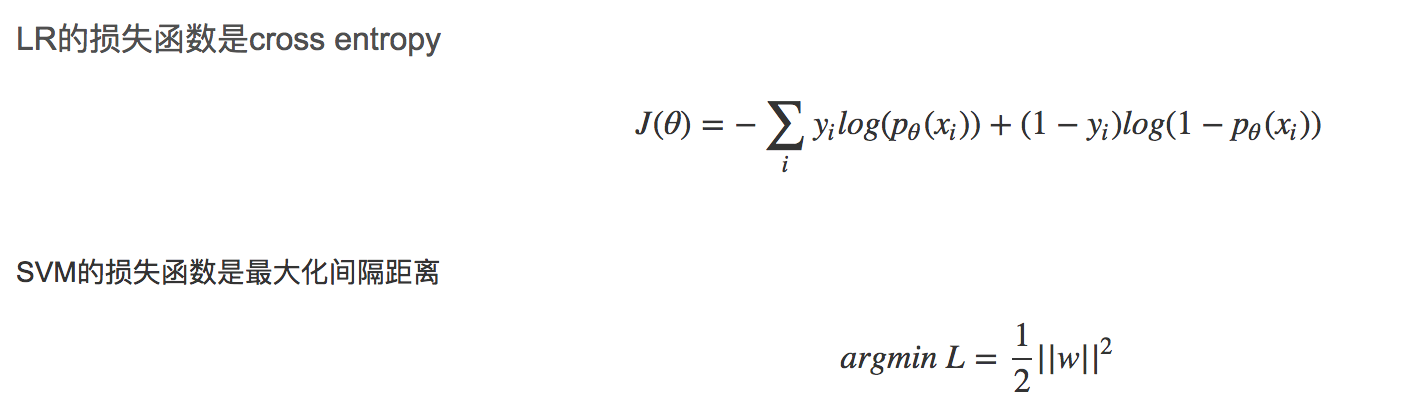 LR的损失函数是cross entropy
J(θ) = − ∑_i y_i log(p_θ(x_i)) + (1 − y_i)log(1 − p_θ(x_i))
SVM的损失函数是最大化间隔距离
argmin L = \frac{1}{2}||w||^2